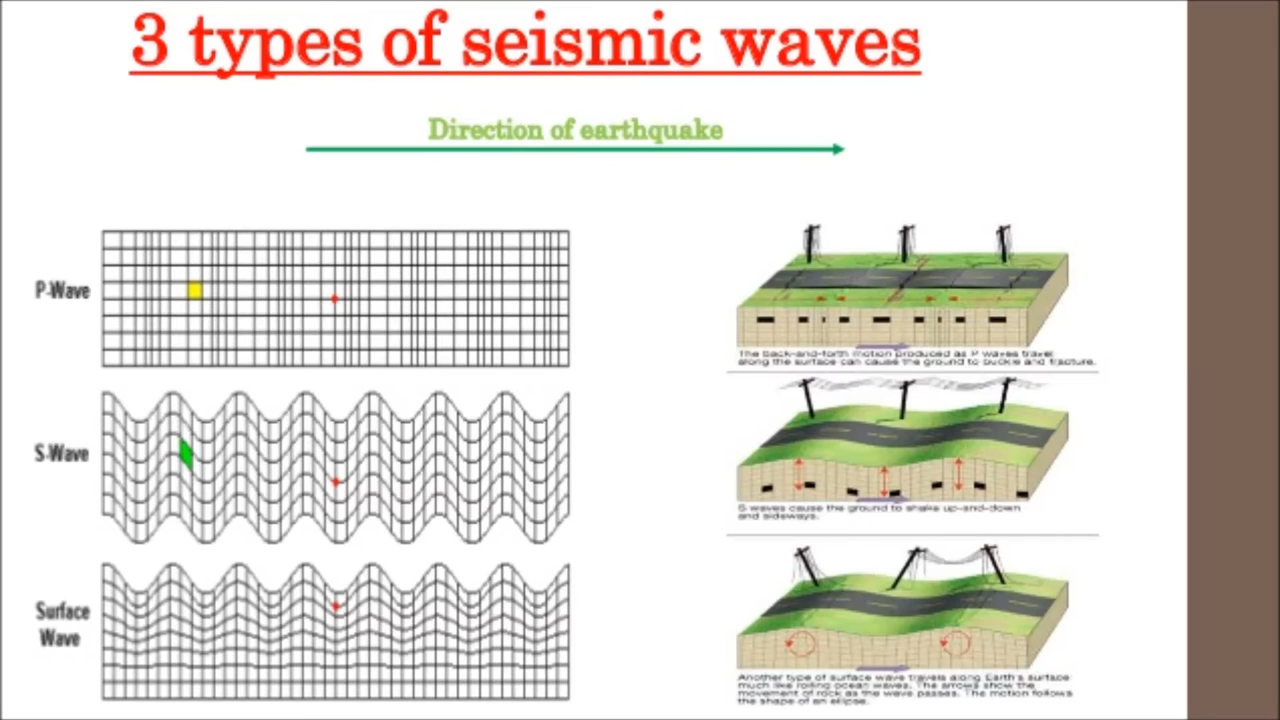 3 types of seismic waves
Direction of earthquake
P-Wave
The back-and-forth motion produced as P waves travel
along the surface can cause the ground to buckle and fracture.
S-Wave
S waves cause the ground to shake up-and-down
and sideways.
Surface
Wave
Another type of surface wave travels along Earth's surface
much like rolling ocean waves. The arrows show the
movement of rock as the wave passes. The motion follows
the shape of an ellipse.